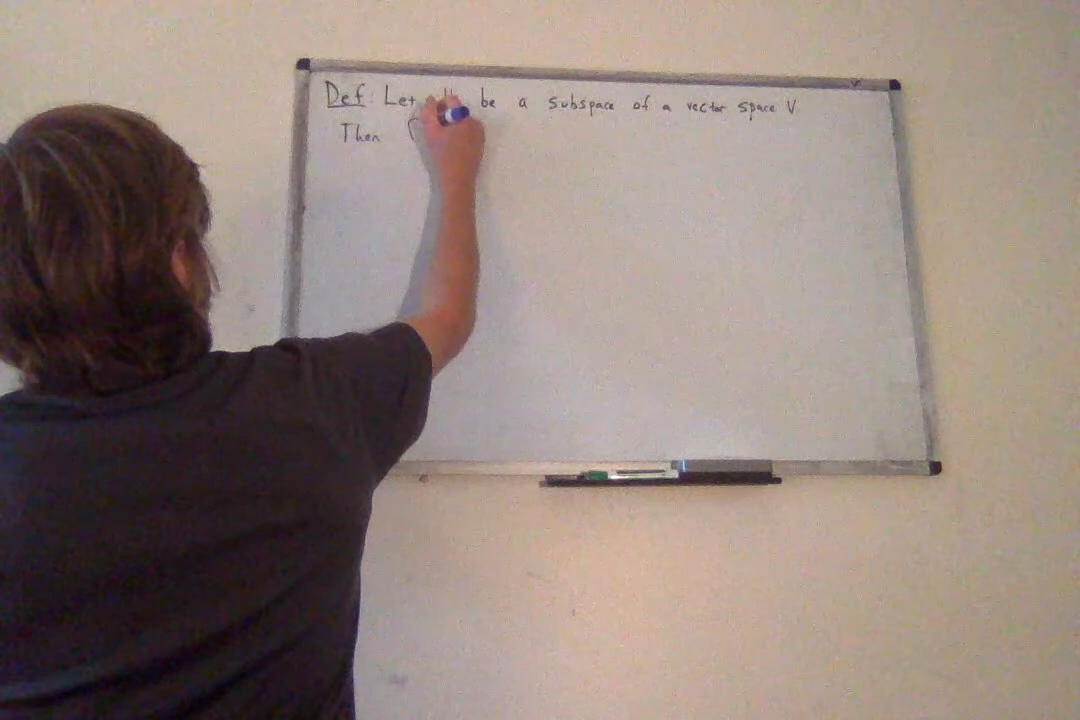 Def: Let be a subspace of a vector space V
Then (